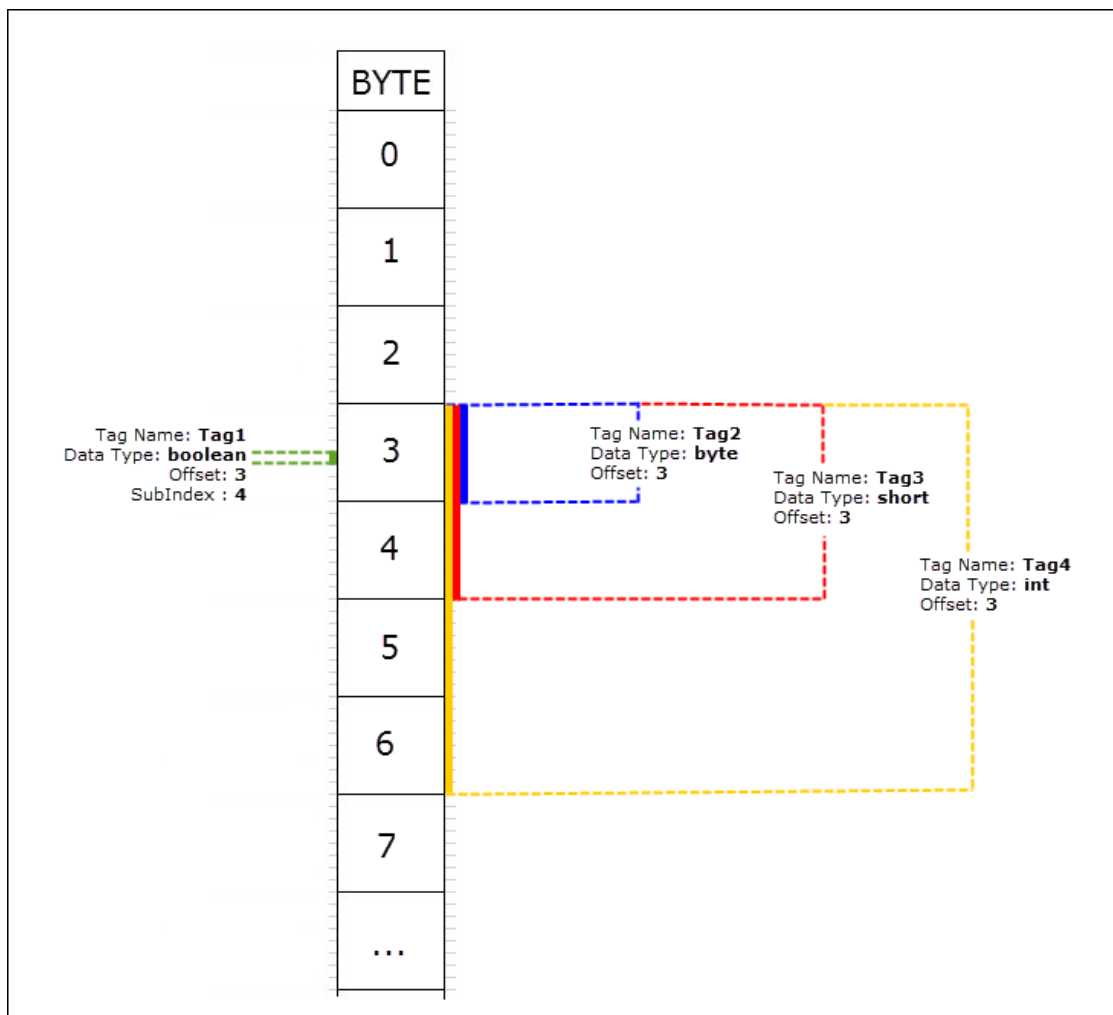 BYTE
0
1
2
3
4
5
6
7
...
Tag Name: Tag1
Data Type: boolean
Offset: 3
SubIndex : 4
Tag Name: Tag2
Data Type: byte
Offset: 3
Tag Name: Tag3
Data Type: short
Offset: 3
Tag Name: Tag4
Data Type: int
Offset: 3